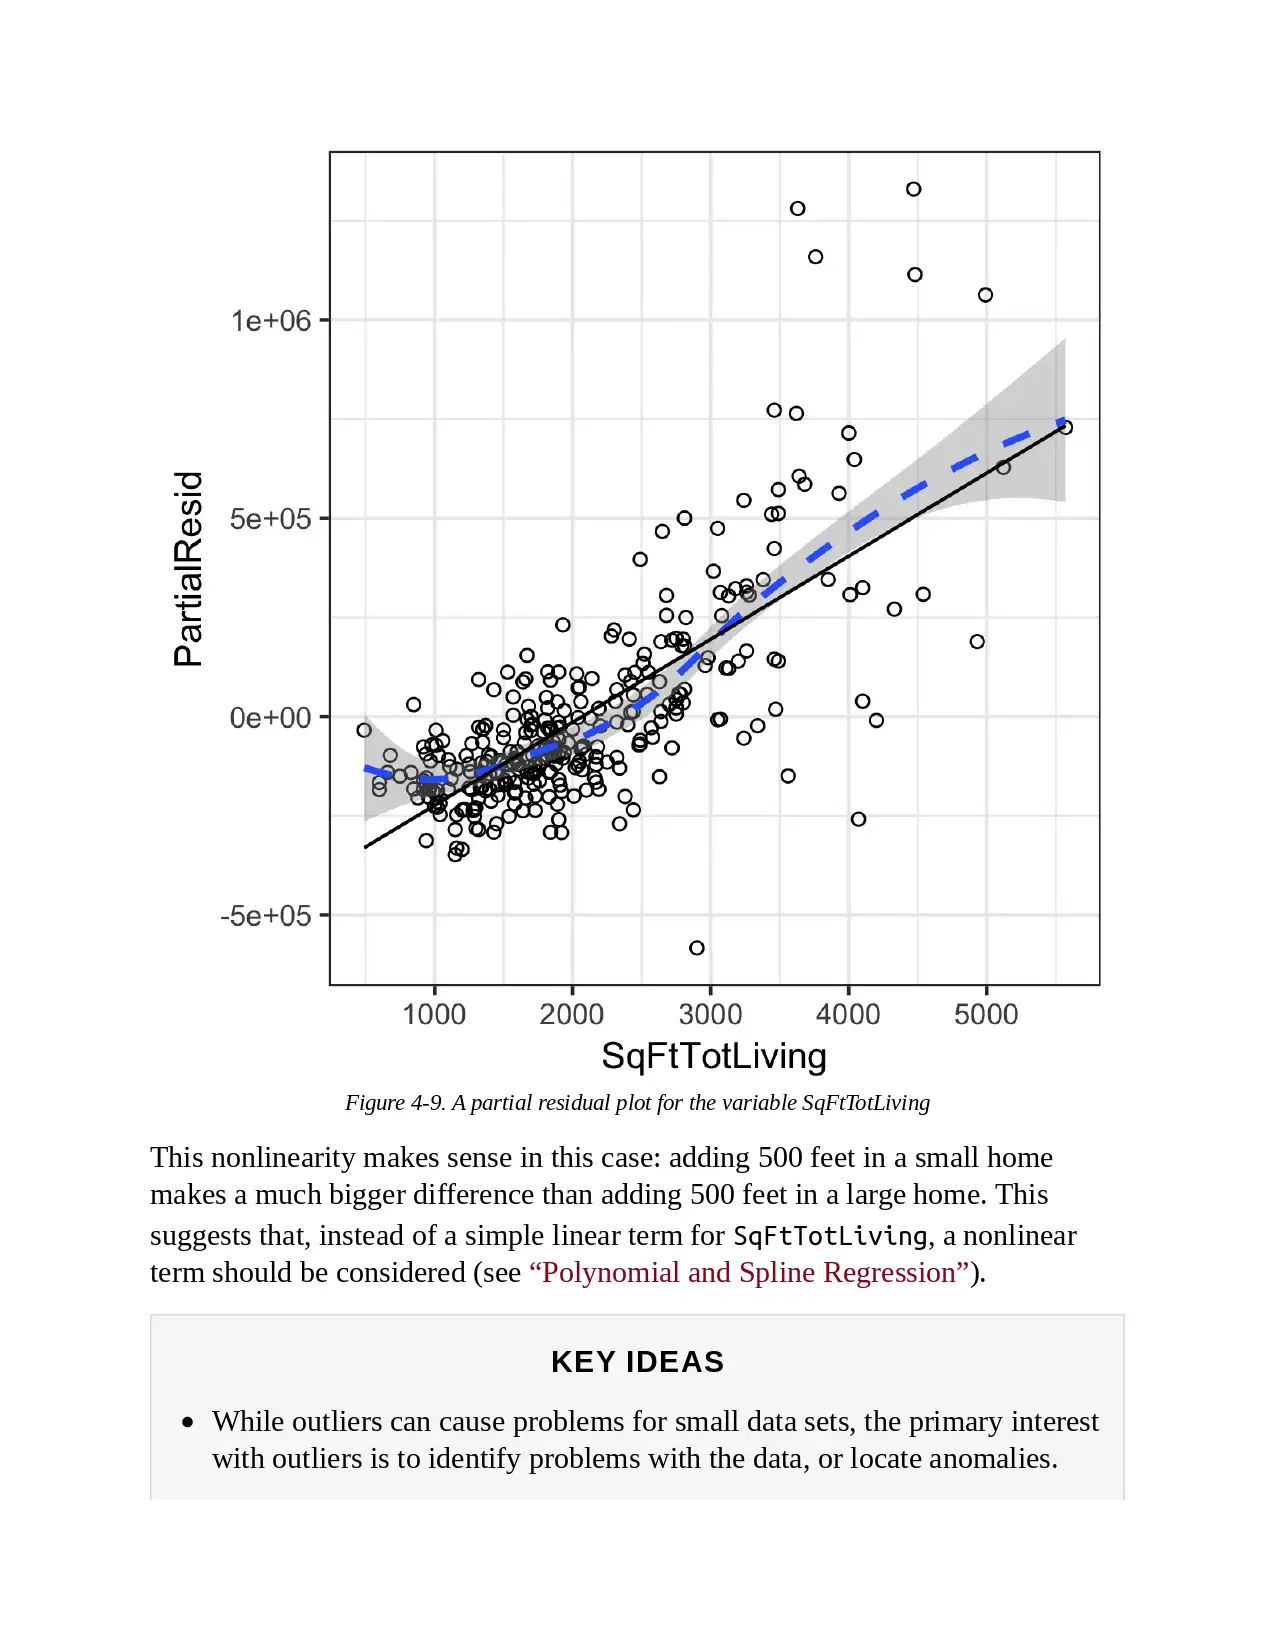 1e+06
5e+05
0e+00
-5e+05
PartialResid
1000 2000 3000 4000 5000
SqFtTotLiving
Figure 4-9. A partial residual plot for the variable SqFtTotLiving
This nonlinearity makes sense in this case: adding 500 feet in a small home
makes a much bigger difference than adding 500 feet in a large home. This
suggests that, instead of a simple linear term for SqFtTotLiving, a nonlinear
term should be considered (see “Polynomial and Spline Regression”).
KEY IDEAS
• While outliers can cause problems for small data sets, the primary interest
with outliers is to identify problems with the data, or locate anomalies.